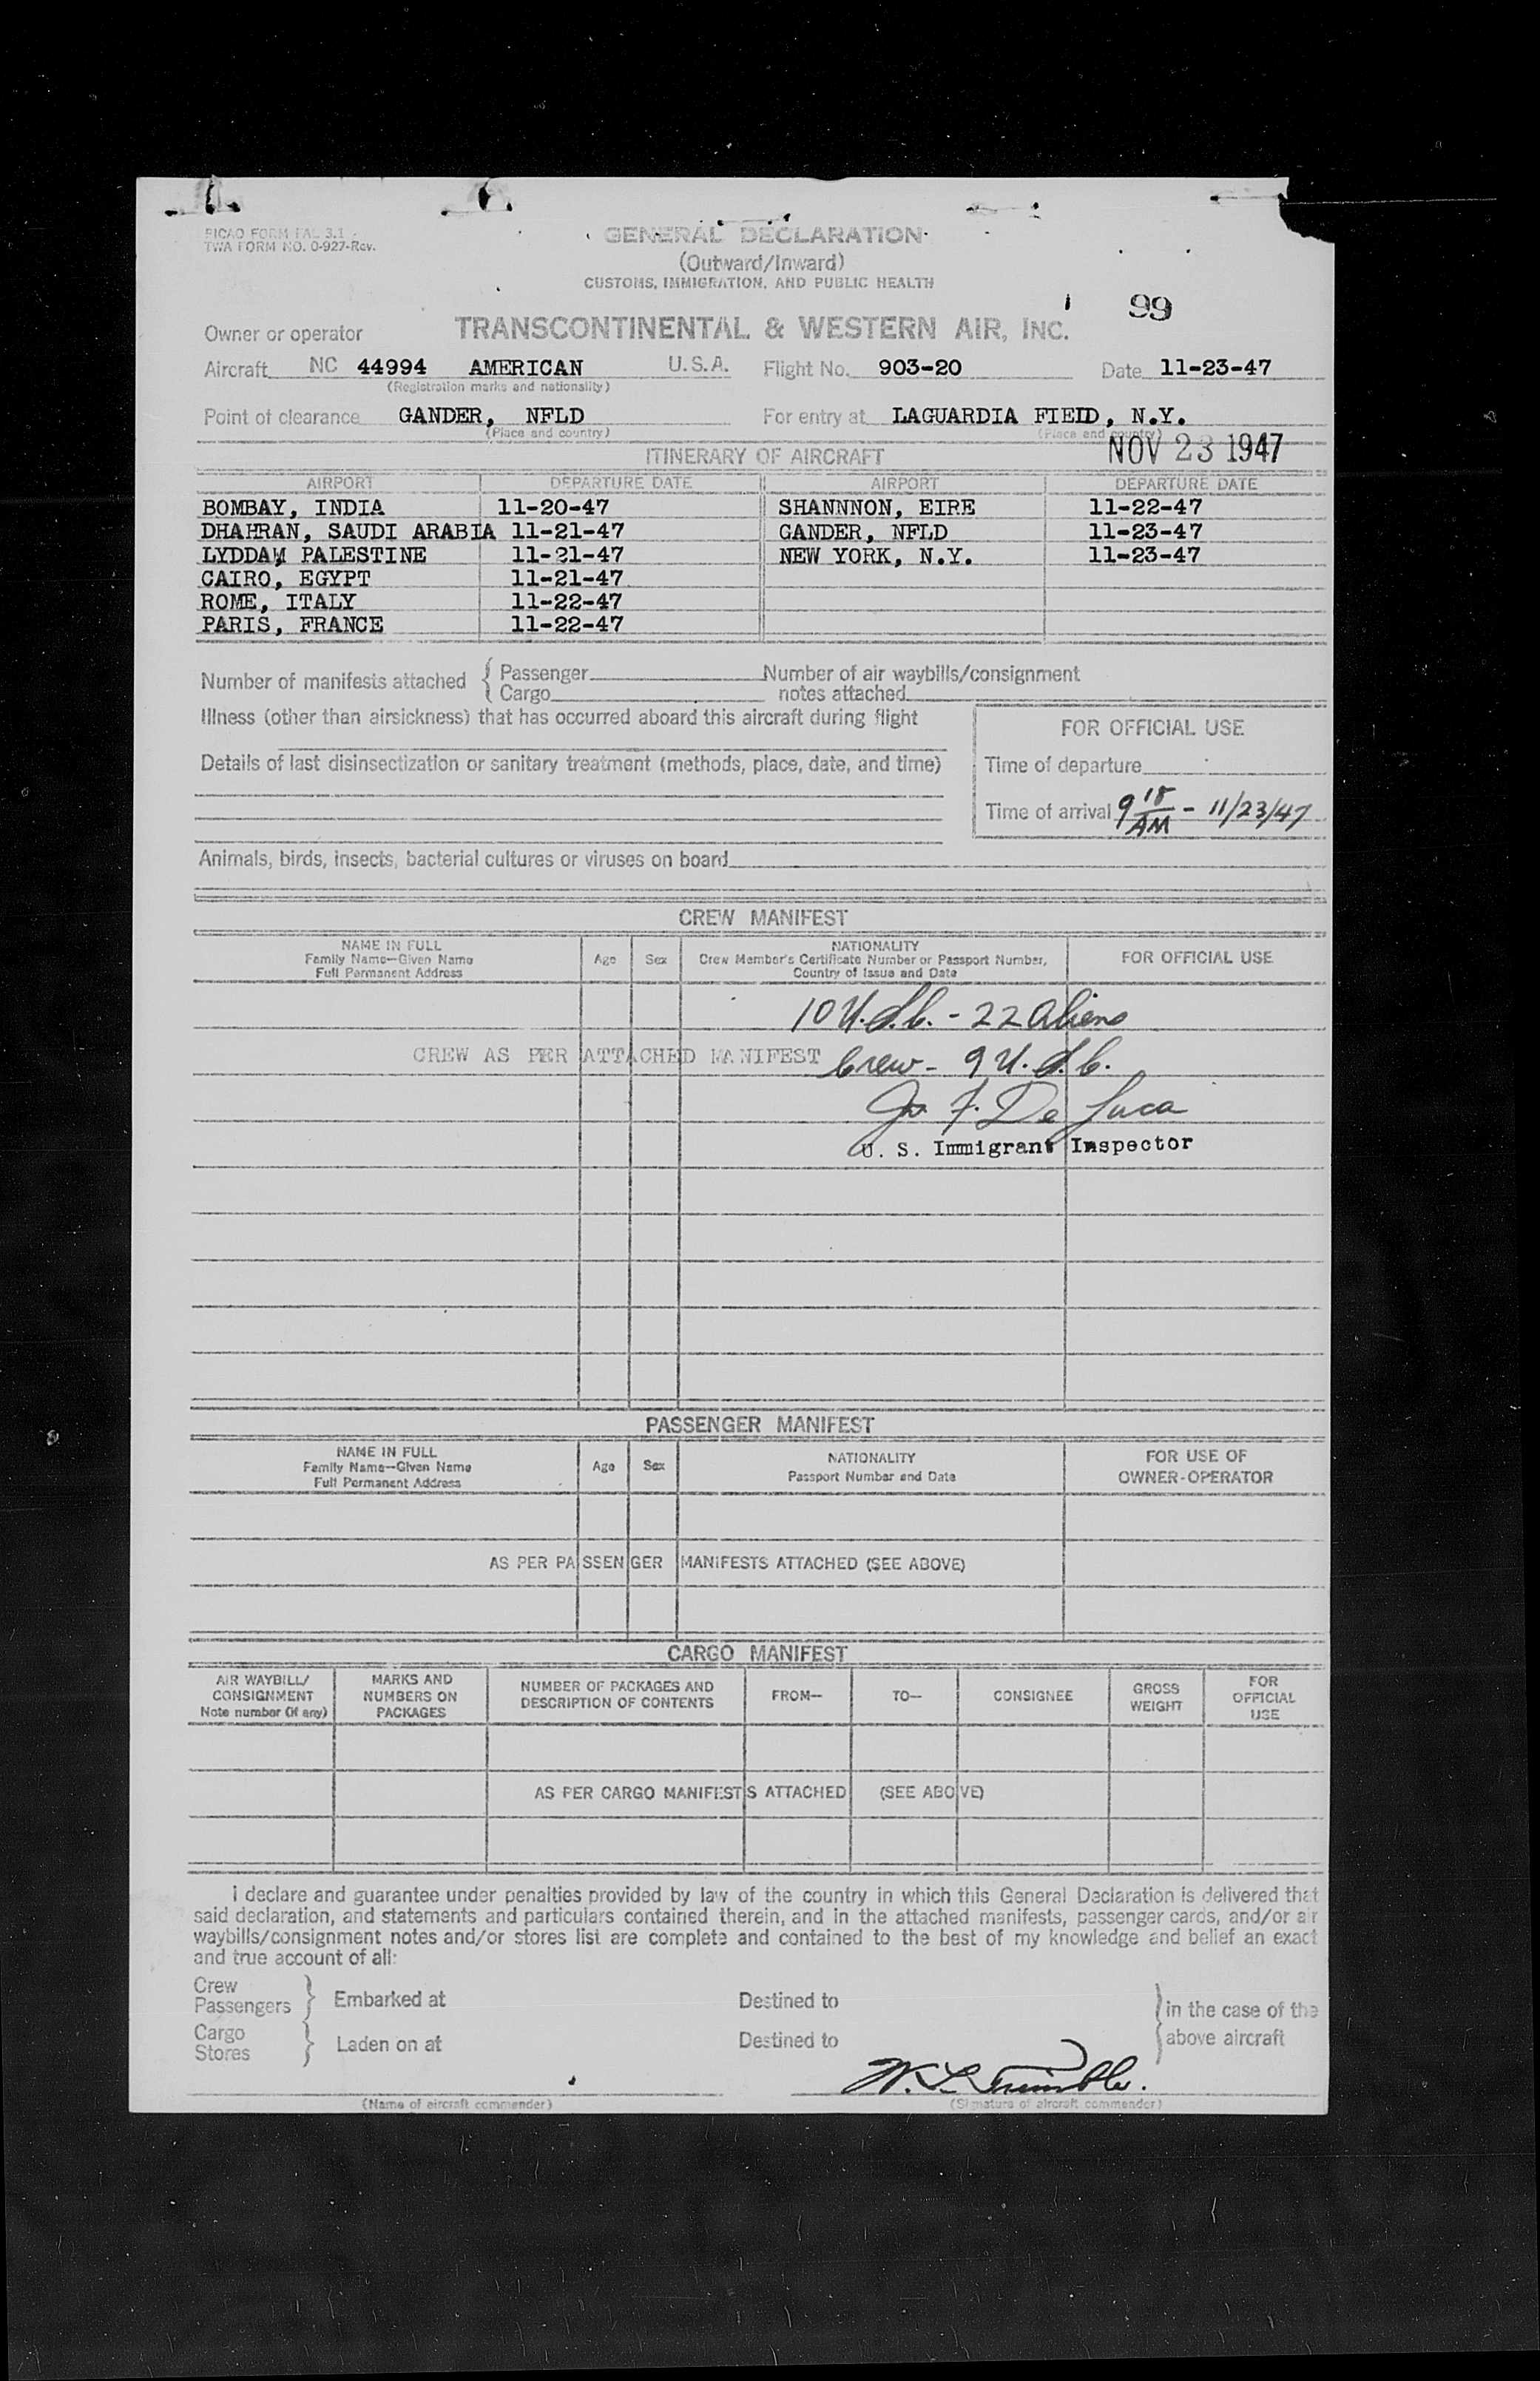 PICAO FORM FAL 3.1
TWA FORM NO. 0-927-Rev.
GENERAL DECLARATION
(Outward/Inward)
CUSTOMS, IMMIGRATION, AND PUBLIC HEALTH
99
Owner or operator TRANSCONTINENTAL & WESTERN AIR, INC.
Aircraft NC 44994 AMERICAN U.S.A. Flight No. 903-20 Date 11-23-47
(Registration marks and nationality)
Point of clearance GANDER, NFLD For entry at LAGUARDIA FIEID, N.Y.
(Place and country) (Place and country)
NOV 23 1947
ITINERARY OF AIRCRAFT
AIRPORT DEPARTURE DATE AIRPORT DEPARTURE DATE
BOMBAY, INDIA 11-20-47 SHANNNON, EIRE 11-22-47
DHAHRAN, SAUDI ARABIA 11-21-47 GANDER, NFLD 11-23-47
LYDDA, PALESTINE 11-21-47 NEW YORK, N.Y. 11-23-47
CAIRO, EGYPT 11-21-47
ROME, ITALY 11-22-47
PARIS, FRANCE 11-22-47
Number of manifests attached { Passenger Number of air waybills/consignment
Cargo notes attached
Illness (other than airsickness) that has occurred aboard this aircraft during flight
FOR OFFICIAL USE
Details of last disinsectization or sanitary treatment (methods, place, date, and time)
Time of departure
Time of arrival 9 18 AM - 11/23/47
Animals, birds, insects, bacterial cultures or viruses on board
CREW MANIFEST
NAME IN FULL
Family Name—Given Name
Full Permanent Address
Age Sex
NATIONALITY
Crew Member's Certificate Number or Passport Number,
Country of Issue and Date
FOR OFFICIAL USE
10 U.S.C. - 22 Aliens
CREW AS PER ATTACHED MANIFEST Crew - 9 U.S.C.
Jo F. De Luca
U. S. Immigrant Inspector
PASSENGER MANIFEST
NAME IN FULL
Family Name—Given Name
Full Permanent Address
Age Sex
NATIONALITY
Passport Number and Date
FOR USE OF
OWNER-OPERATOR
AS PER PASSENGER MANIFESTS ATTACHED (SEE ABOVE)
CARGO MANIFEST
AIR WAYBILL/
CONSIGNMENT
Note number (if any)
MARKS AND
NUMBERS ON
PACKAGES
NUMBER OF PACKAGES AND
DESCRIPTION OF CONTENTS
FROM—
TO—
CONSIGNEE
GROSS
WEIGHT
FOR
OFFICIAL
USE
AS PER CARGO MANIFESTS ATTACHED (SEE ABOVE)
I declare and guarantee under penalties provided by law of the country in which this General Declaration is delivered that
said declaration, and statements and particulars contained therein, and in the attached manifests, passenger cards, and/or air
waybills/consignment notes and/or stores list are complete and contained to the best of my knowledge and belief an exact
and true account of all:
Crew
Passengers } Embarked at Destined to } in the case of the
Cargo
Stores } Laden on at Destined to above aircraft
W. L. Trimble.
(Name of aircraft commender) (Signature of aircraft commender)